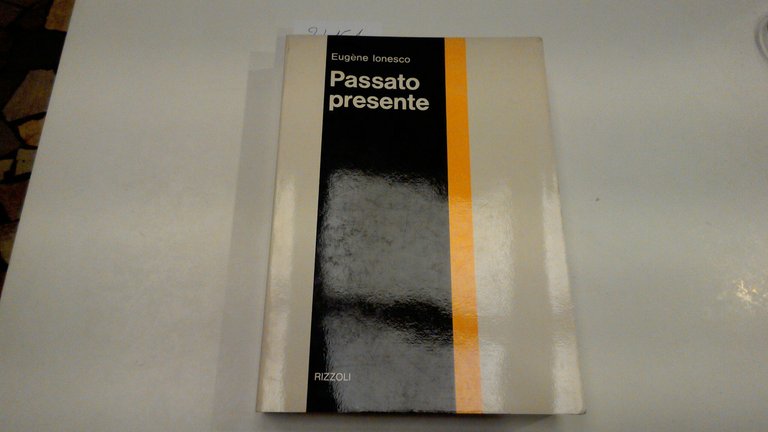 Eugène Ionesco
Passato
presente
RIZZOLI